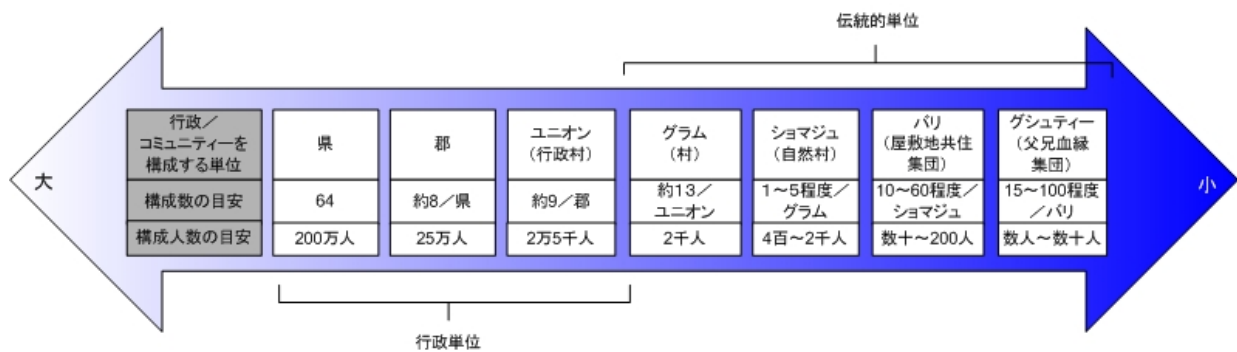 伝統的単位
行政／
コミュニティーを
構成する単位
県
郡
ユニオン
（行政村）
グラム
（村）
ショマジュ
（自然村）
バリ
（屋敷地共住
集団）
グシュティー
（父兄血縁
集団）
大
小
構成数の目安
64
約8／県
約9／郡
約13／
ユニオン
1～5程度／
グラム
10～60程度／
ショマジュ
15～100程度
／バリ
構成人数の目安
200万人
25万人
2万5千人
2千人
4百～2千人
数十～200人
数人～数十人
行政単位